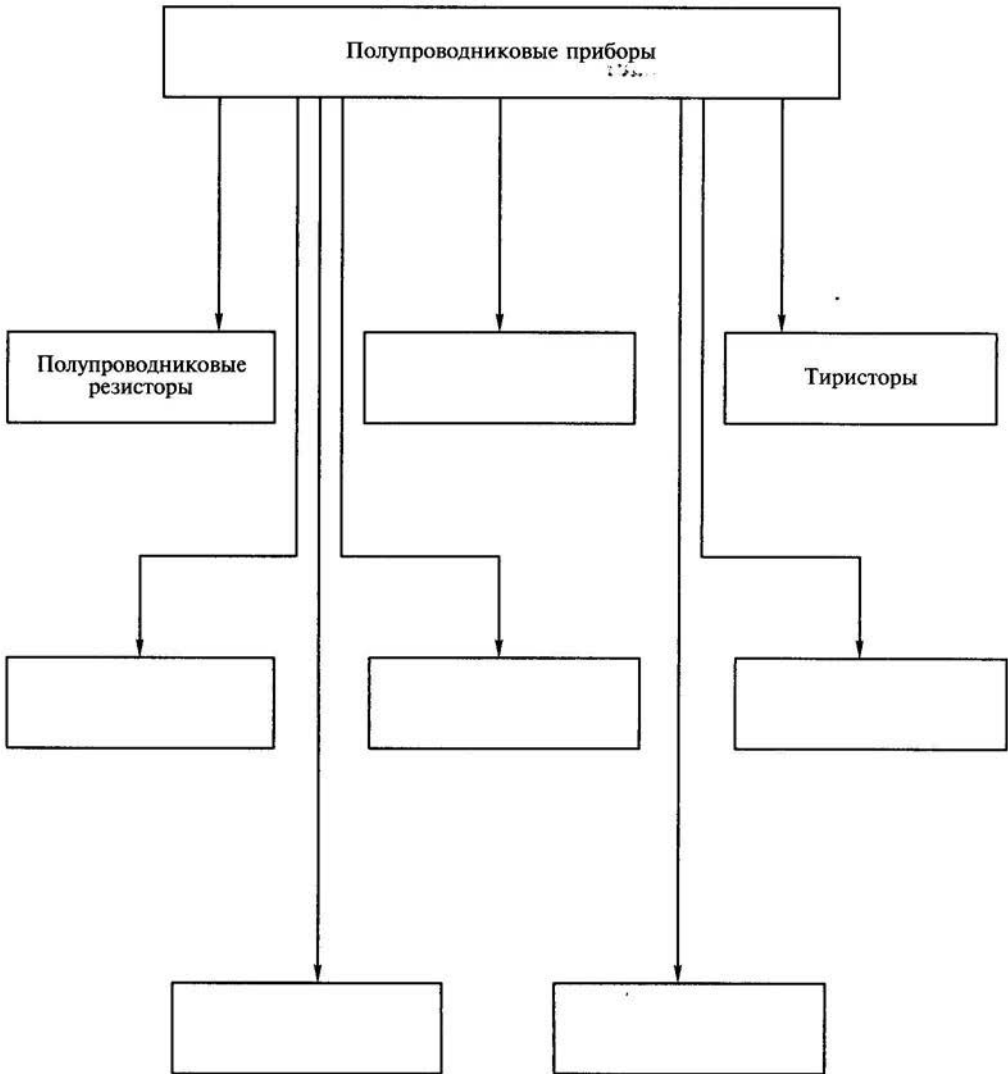 Полупроводниковые приборы
Полупроводниковые
резисторы
Тиристоры